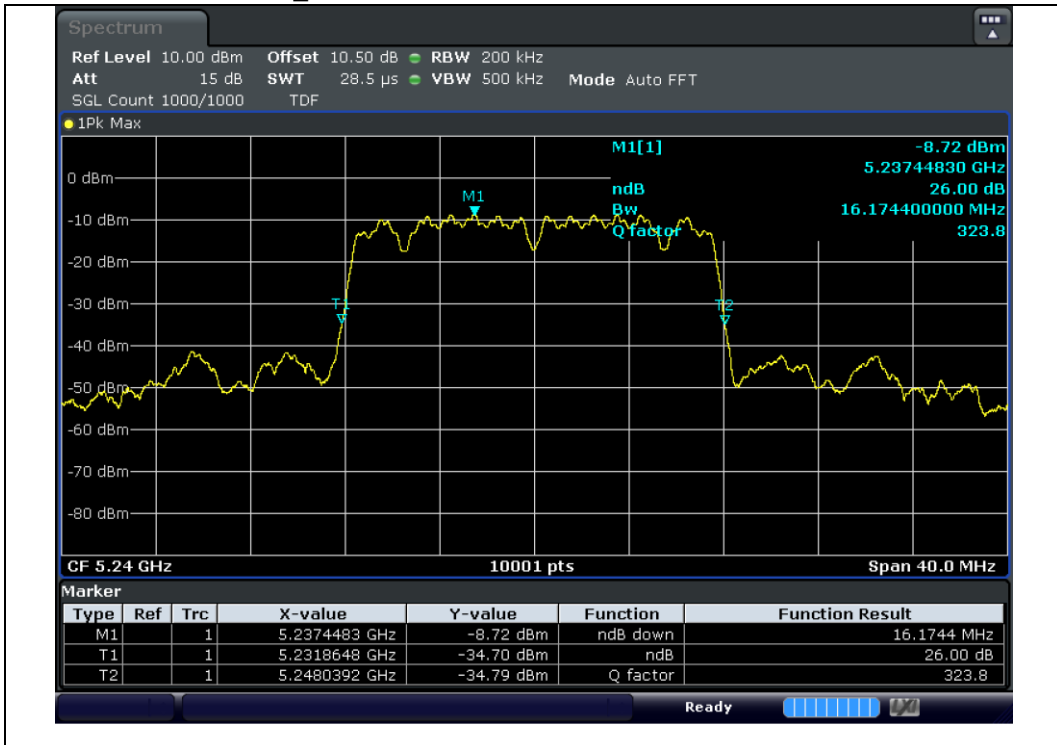 Spectrum
Ref Level 10.00 dBm Offset 10.50 dB RBW 200 kHz
Att 15 dB SWT 28.5 µs VBW 500 kHz Mode Auto FFT
SGL Count 1000/1000 TDF
1Pk Max
M1[1] -8.72 dBm
5.23744830 GHz
ndB 26.00 dB
Bw 16.174400000 MHz
Q factor 323.8
M1
T1
T2
0 dBm
-10 dBm
-20 dBm
-30 dBm
-40 dBm
-50 dBm
-60 dBm
-70 dBm
-80 dBm
CF 5.24 GHz 10001 pts Span 40.0 MHz
Marker
Type Ref Trc X-value Y-value Function Function Result
M1 1 5.2374483 GHz -8.72 dBm ndB down 16.1744 MHz
T1 1 5.2318648 GHz -34.70 dBm ndB 26.00 dB
T2 1 5.2480392 GHz -34.79 dBm Q factor 323.8
Ready LXI